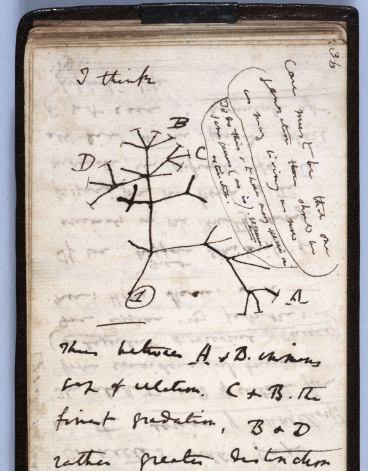 I think
36
Case must be that one
generation then should be
as many living as now
To do this & to have many species in
same genus (as is) requires
extinction.
B
D
C
A
1
Thus between A & B. immense
gap of relation. C & B. the
finest gradation, B & D
rather greater distinction